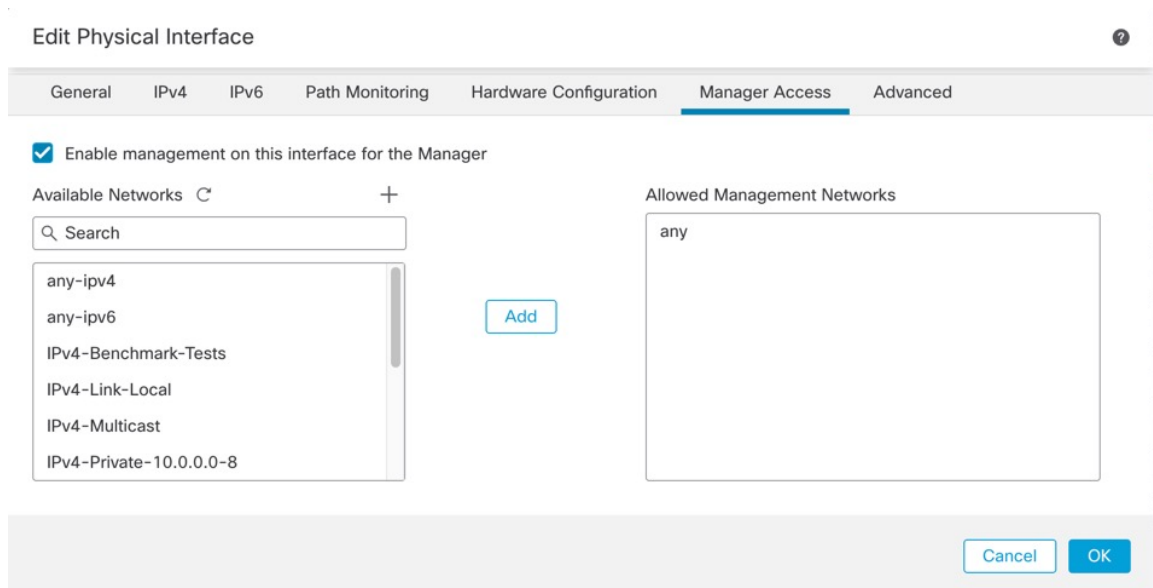 Edit Physical Interface
General IPv4 IPv6 Path Monitoring Hardware Configuration Manager Access Advanced
Enable management on this interface for the Manager
Available Networks
Search
any-ipv4
any-ipv6
IPv4-Benchmark-Tests
IPv4-Link-Local
IPv4-Multicast
IPv4-Private-10.0.0.0-8
Add
Allowed Management Networks
any
Cancel OK